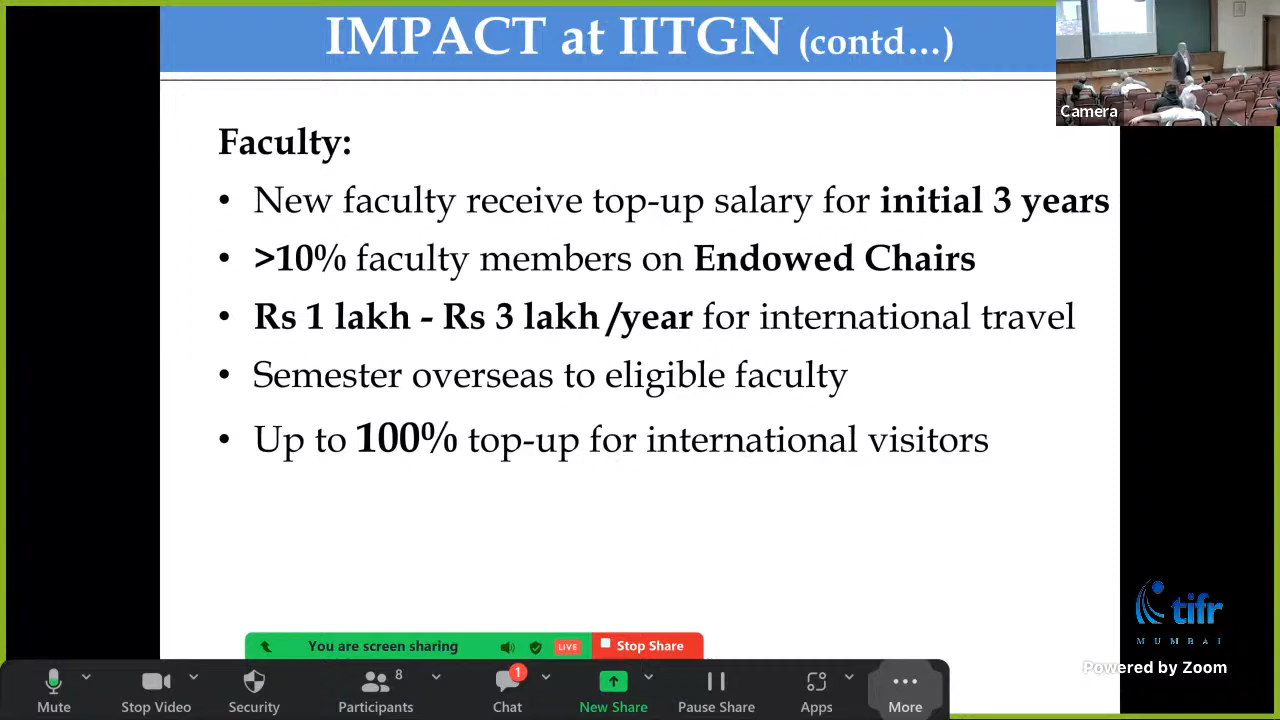 IMPACT at IITGN (contd…)
Camera
Faculty:
• New faculty receive top-up salary for initial 3 years
• >10% faculty members on Endowed Chairs
• Rs 1 lakh - Rs 3 lakh /year for international travel
• Semester overseas to eligible faculty
• Up to 100% top-up for international visitors
tifr
MUMBAI
Powered by Zoom
You are screen sharing LIVE Stop Share
8 1
Mute Stop Video Security Participants Chat New Share Pause Share Apps More